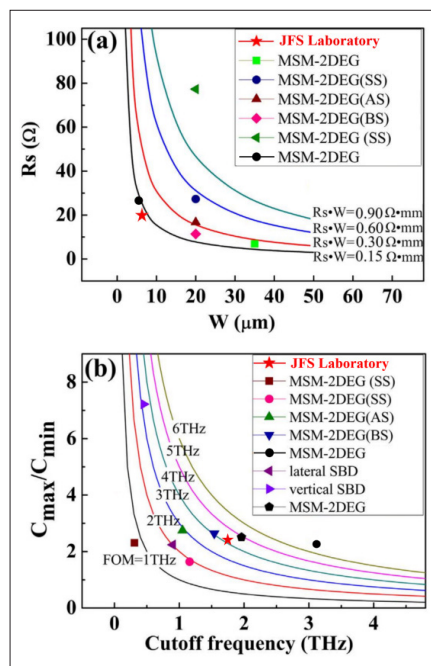 (a)
JFS Laboratory
MSM-2DEG
MSM-2DEG(SS)
MSM-2DEG(AS)
MSM-2DEG(BS)
MSM-2DEG (SS)
MSM-2DEG
100
80
60
40
20
0
Rs (Ω)
Rs•W=0.90 Ω•mm
Rs•W=0.60 Ω•mm
Rs•W=0.30 Ω•mm
Rs•W=0.15 Ω•mm
0 10 20 30 40 50 60 70
W (μm)
(b)
JFS Laboratory
MSM-2DEG (SS)
MSM-2DEG(SS)
MSM-2DEG(AS)
MSM-2DEG(BS)
MSM-2DEG
lateral SBD
vertical SBD
MSM-2DEG
8
6
4
2
0
Cmax/Cmin
6THz
5THz
4THz
3THz
2THz
FOM=1THz
0 1 2 3 4
Cutoff frequency (THz)